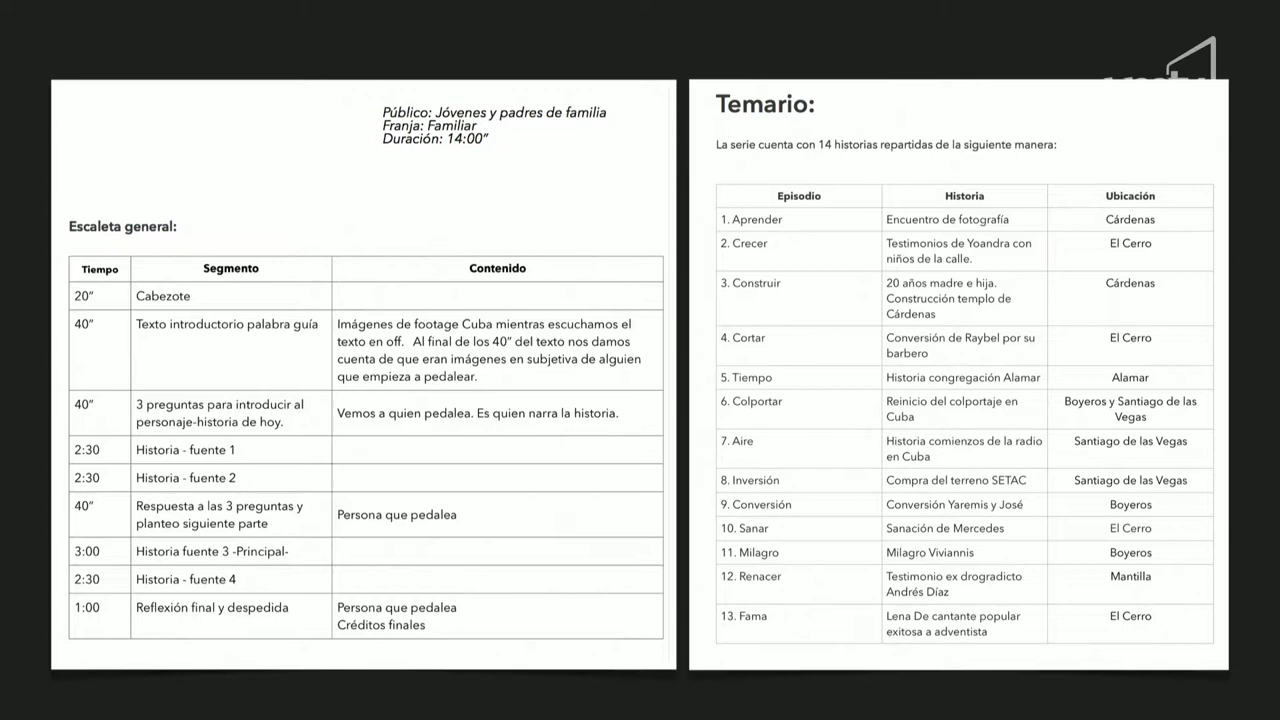 Público: Jóvenes y padres de familia
Franja: Familiar
Duración: 14:00”
Escaleta general:
Tiempo Segmento Contenido
20” Cabezote
40” Texto introductorio palabra guía Imágenes de footage Cuba mientras escuchamos el
texto en off. Al final de los 40” del texto nos damos
cuenta de que eran imágenes en subjetiva de alguien
que empieza a pedalear.
40” 3 preguntas para introducir al
personaje-historia de hoy. Vemos a quien pedalea. Es quien narra la historia.
2:30 Historia - fuente 1
2:30 Historia - fuente 2
40” Respuesta a las 3 preguntas y
planteo siguiente parte Persona que pedalea
3:00 Historia fuente 3 -Principal-
2:30 Historia - fuente 4
1:00 Reflexión final y despedida Persona que pedalea
Créditos finales
Temario:
La serie cuenta con 14 historias repartidas de la siguiente manera:
Episodio Historia Ubicación
1. Aprender Encuentro de fotografía Cárdenas
2. Crecer Testimonios de Yoandra con El Cerro
niños de la calle.
3. Construir 20 años madre e hija. Cárdenas
Construcción templo de
Cárdenas
4. Cortar Conversión de Raybel por su El Cerro
barbero
5. Tiempo Historia congregación Alamar Alamar
6. Colportar Reinicio del colportaje en Boyeros y Santiago de las
Cuba Vegas
7. Aire Historia comienzos de la radio Santiago de las Vegas
en Cuba
8. Inversión Compra del terreno SETAC Santiago de las Vegas
9. Conversión Conversión Yaremis y José Boyeros
10. Sanar Sanación de Mercedes El Cerro
11. Milagro Milagro Viviannis Boyeros
12. Renacer Testimonio ex drogradicto Mantilla
Andrés Díaz
13. Fama Lena De cantante popular El Cerro
exitosa a adventista